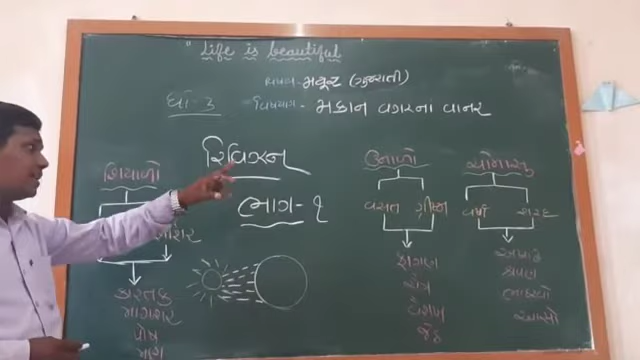 Life is beautiful
મયુર (ગુજરાતી)
ધો-૩
મકાન વગરના વાનર
રિવિઝન
ભાગ-૧
શિયાળો
શિશિર
કારતક
માગશર
પોષ
મહા
ઉનાળો
વસંત ગ્રીષ્મ
ફાગણ
ચૈત્ર
વૈશાખ
જેઠ
ચોમાસુ
વર્ષા શરદ
અષાઢ
શ્રાવણ
ભાદરવો
આસો